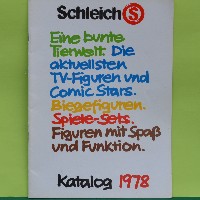 Schleich S
Eine bunte
Tierwelt: Die
aktuellsten
TV-Figuren und
Comic Stars.
Biegefiguren.
Spiele-Sets.
Figuren mit Spaß
und Funktion.
Katalog 1978